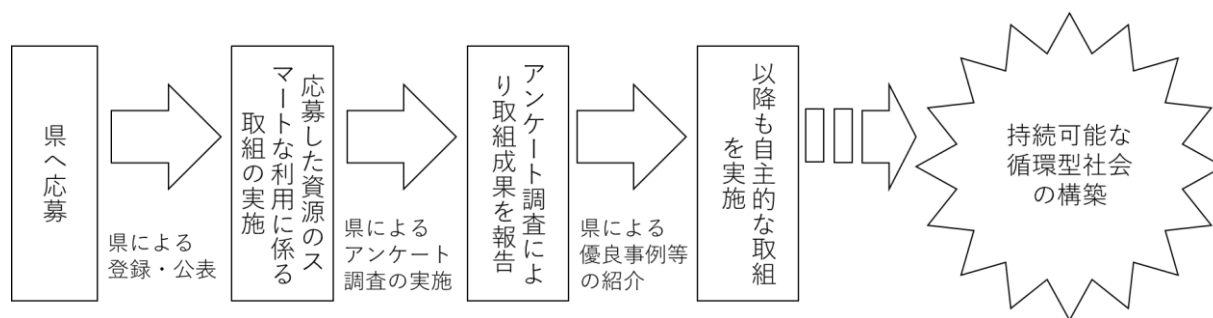 県へ応募
県による
登録・公表
応募した資源のス
マートな利用に係る
取組の実施
県による
アンケート
調査の実施
アンケート調査によ
り取組成果を報告
県による
優良事例等
の紹介
以降も自主的な取組
を実施
持続可能な
循環型社会
の構築